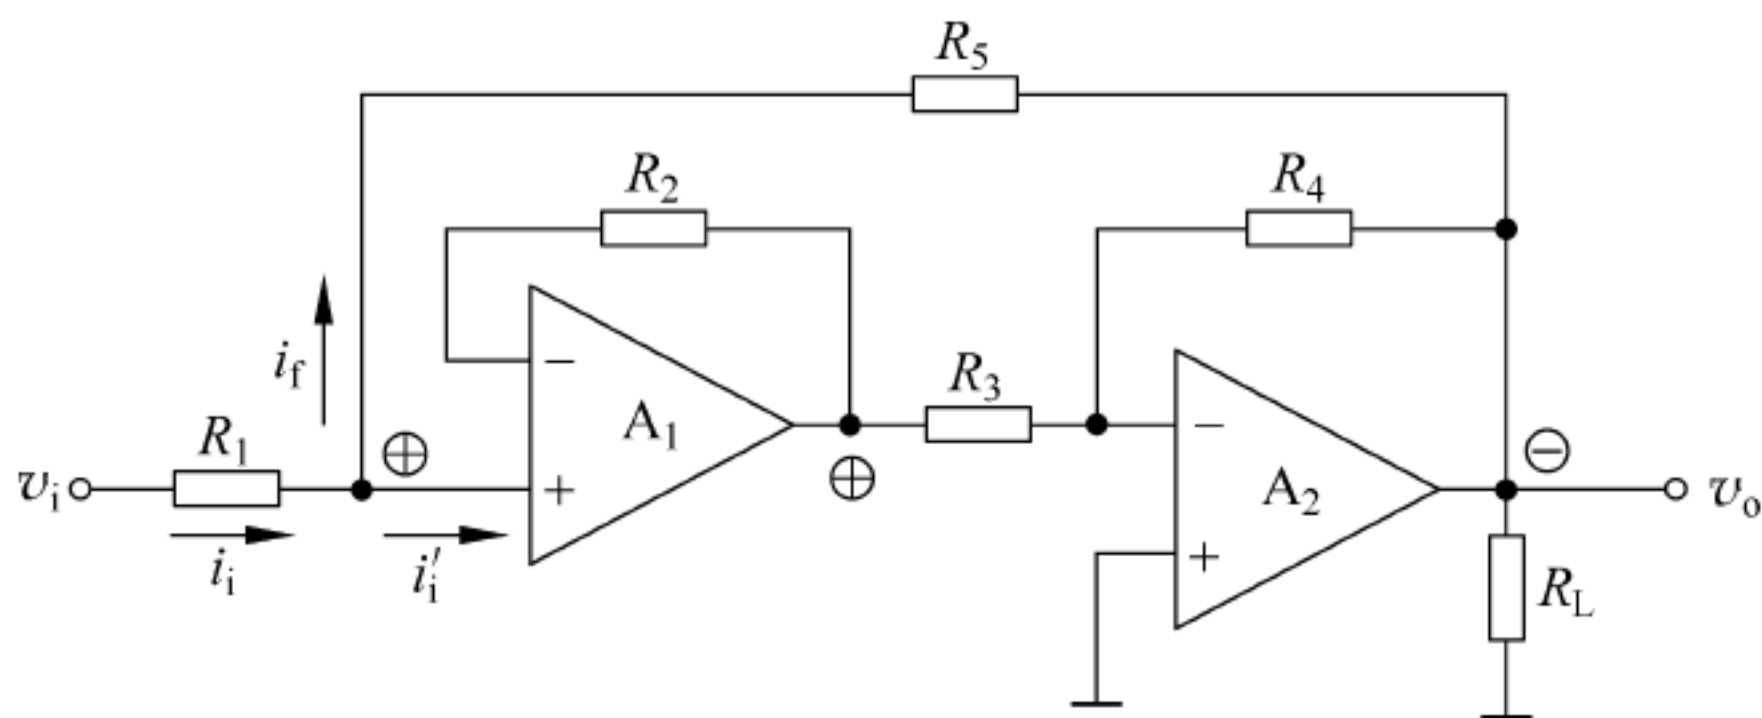 R5
R2
R4
if
−
R3
R1
⊕
A1
−
⊖
vi
+
⊕
A2
vo
ii
i′i
+
RL